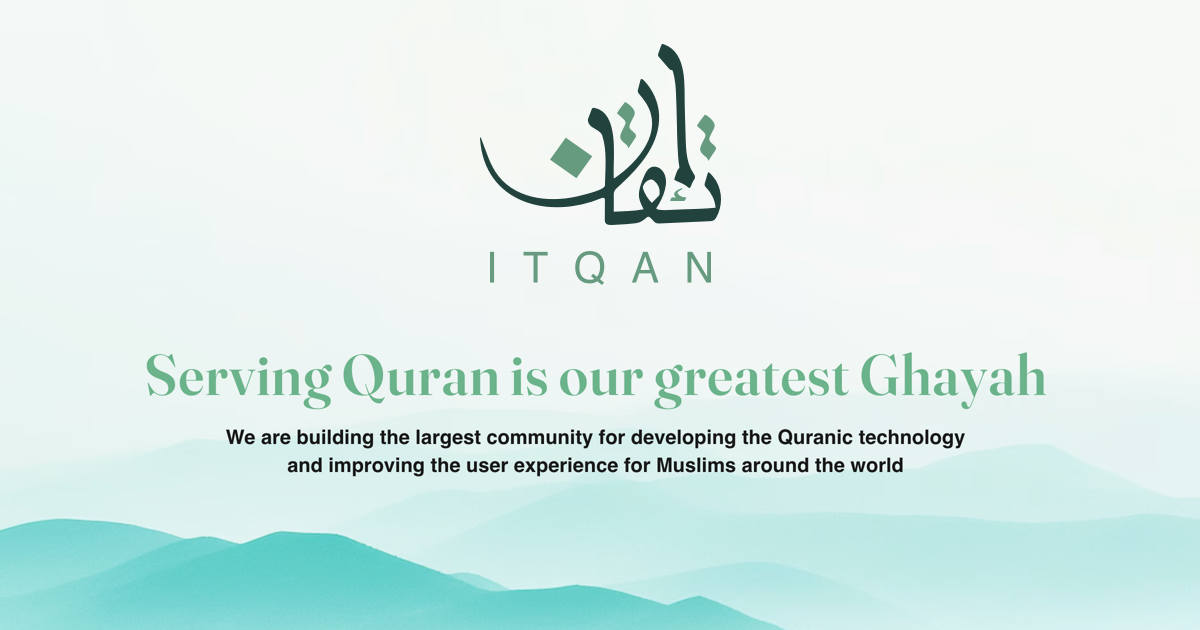 إتقان
ITQAN
Serving Quran is our greatest Ghayah
We are building the largest community for developing the Quranic technology
and improving the user experience for Muslims around the world